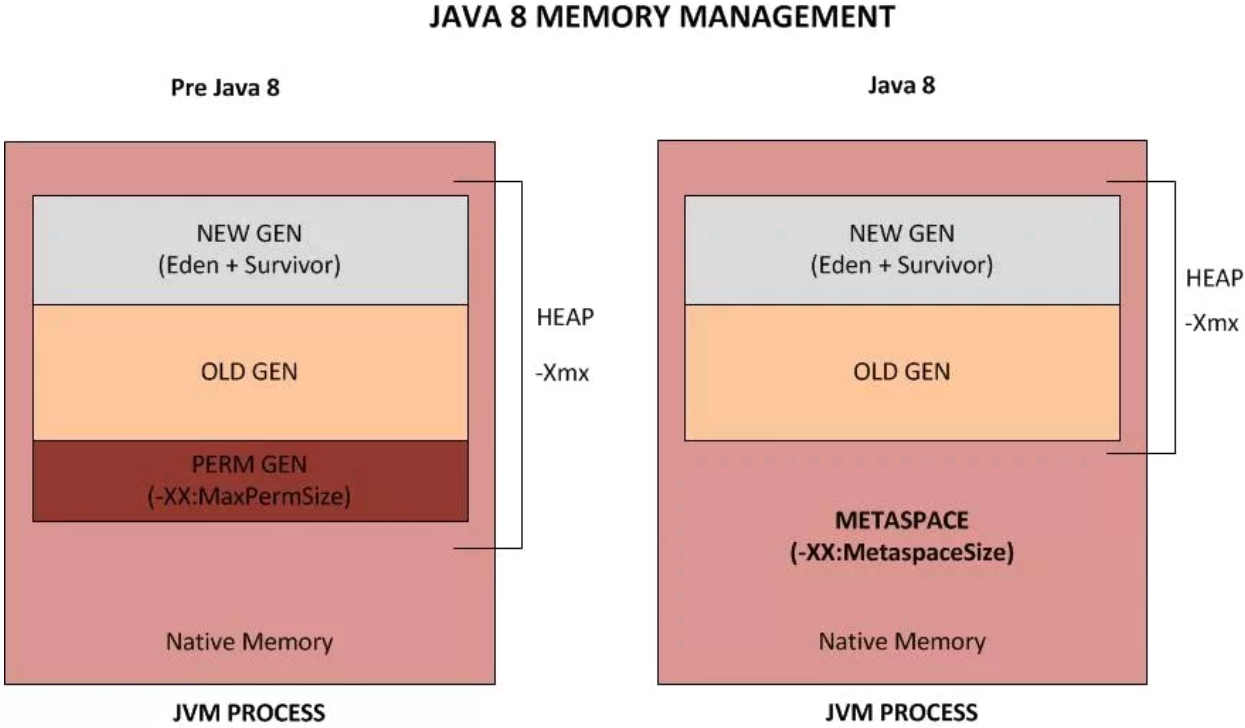 JAVA 8 MEMORY MANAGEMENT
Pre Java 8
NEW GEN
(Eden + Survivor)
OLD GEN
PERM GEN
(-XX:MaxPermSize)
HEAP
-Xmx
Native Memory
JVM PROCESS
Java 8
NEW GEN
(Eden + Survivor)
OLD GEN
HEAP
-Xmx
METASPACE
(-XX:MetaspaceSize)
Native Memory
JVM PROCESS